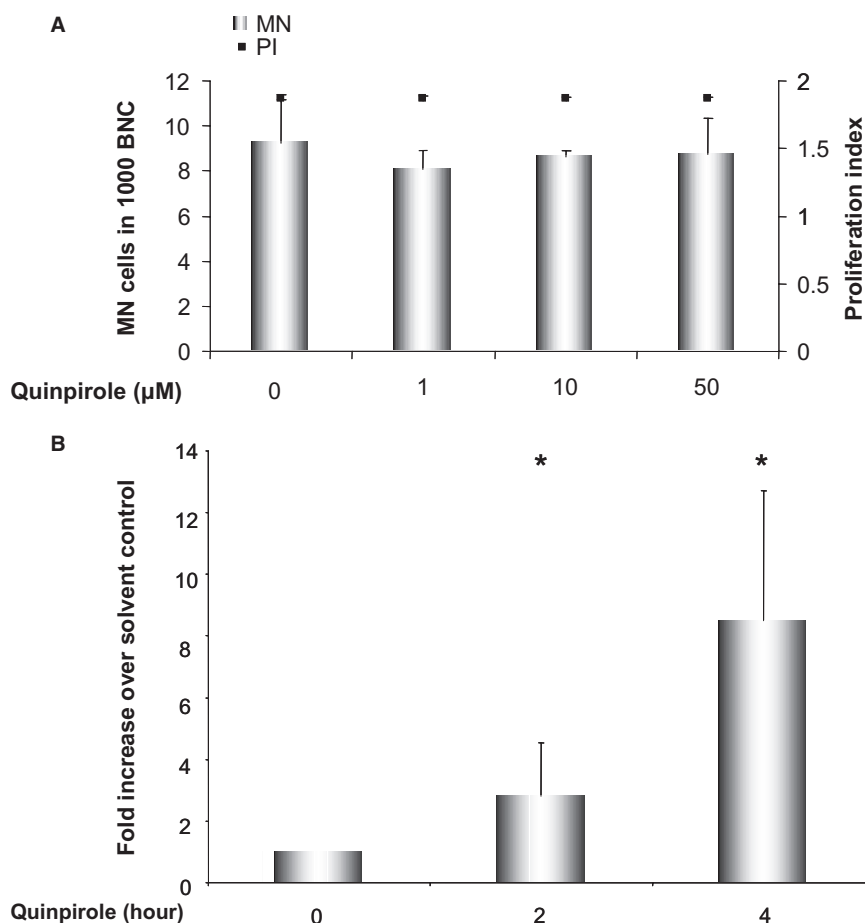 A
MN
PI
12
10
8
6
4
2
0
MN cells in 1000 BNC
2
1.5
1
0.5
0
Proliferation index
Quinpirole (µM) 0 1 10 50
B
14
12
10
8
6
4
2
0
Fold increase over solvent control
* *
Quinpirole (hour) 0 2 4